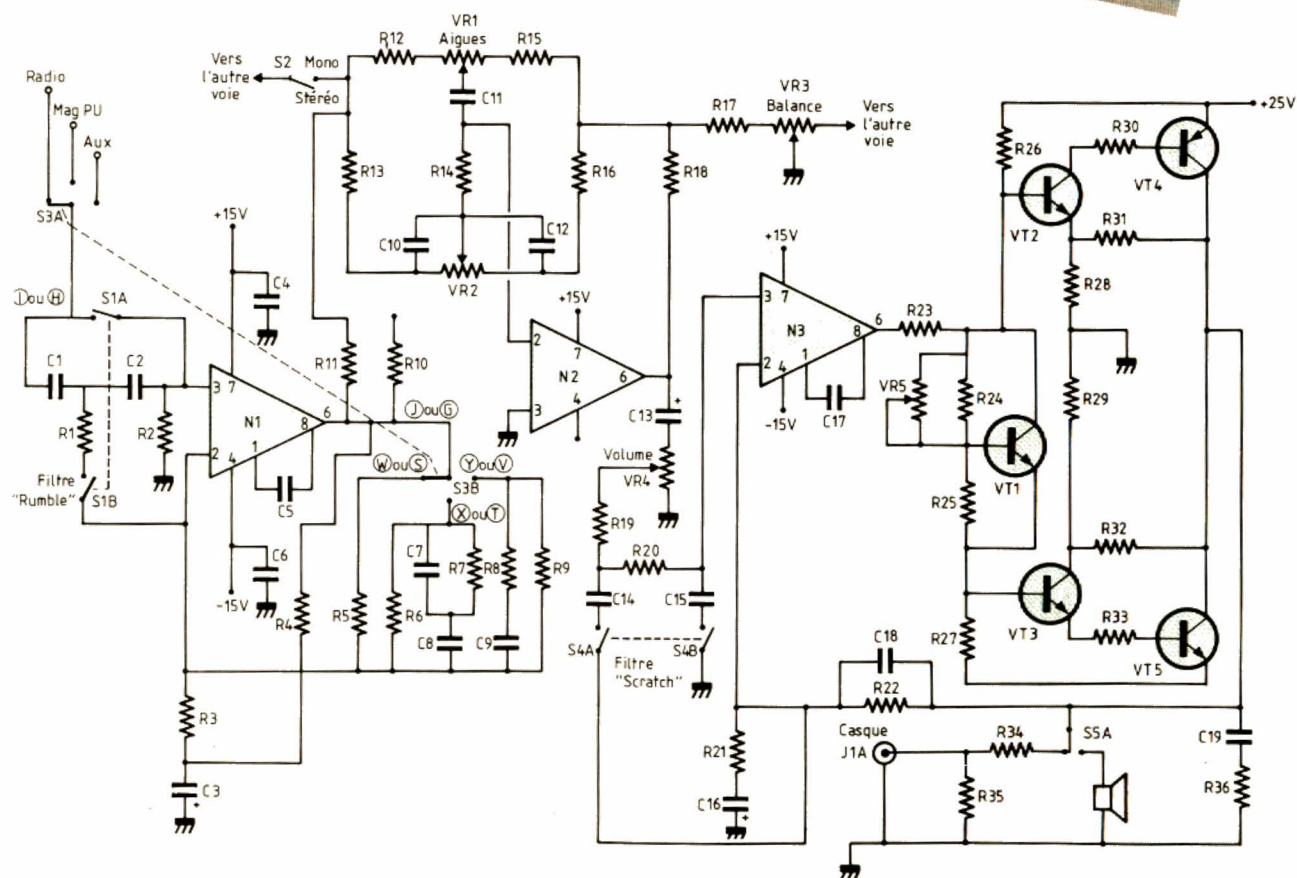 Radio
Mag PU
Aux
S3A
Vers
l'autre
voie
S2
Mono
Stéréo
R12
VR1
Aigues
R15
C11
R13
R14
R16
C10
C12
VR2
R17
VR3
Balance
Vers
l'autre
voie
R18
+25V
R26
R30
VT4
VT2
R31
R28
+15V
C4
I ou H
S1A
C1
C2
R1
R2
Filtre
"Rumble"
S1B
3
7
2
4
N1
6
8
1
C5
C6
-15V
R11
R10
J ou G
W ou S
Y ou V
S3B
X ou T
R4
R5
R6
C7
R7
R8
R9
C8
C9
R3
C3
+
+15V
2
7
N2
6
3
4
C13
+
Volume
VR4
R19
R20
C14
C15
S4A
S4B
Filtre
"Scratch"
+15V
3
7
N3
6
8
2
1
4
-15V
C17
R23
VR5
R24
VT1
R25
R29
R32
VT3
R33
VT5
R27
C18
R22
R21
C16
+
Casque
J1A
R34
R35
S5A
C19
R36